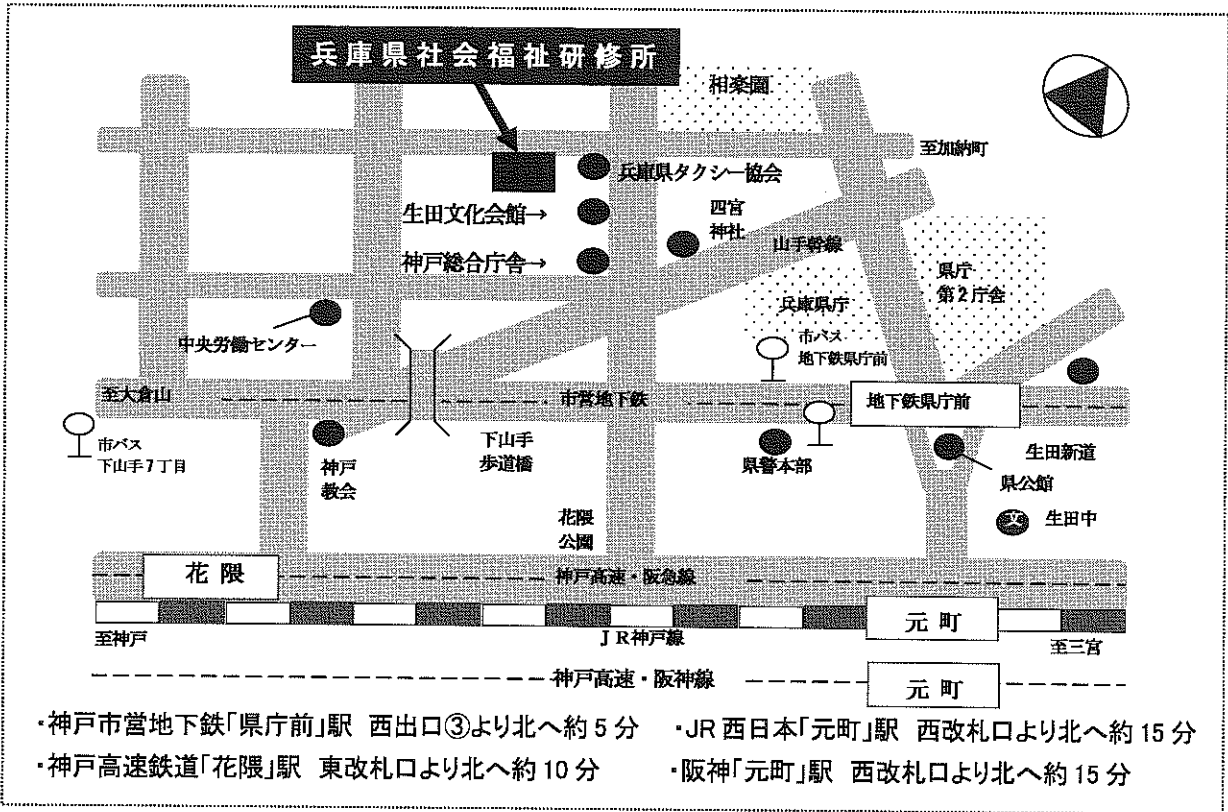 兵庫県社会福祉研修所
相楽園
至加納町
兵庫県タクシー協会
生田文化会館→
四宮
神社
神戸総合庁舎→
山手幹線
県庁
第2庁舎
兵庫県庁
中央労働センター
市バス
地下鉄県庁前
至大倉山
市営地下鉄
地下鉄県庁前
市バス
下山手7丁目
神戸
教会
下山手
歩道橋
県警本部
生田新道
県公館
花隈
公園
生田中
花隈
神戸高速・阪急線
元町
至神戸
JR神戸線
至三宮
神戸高速・阪神線
元町
・神戸市営地下鉄「県庁前」駅 西出口③より北へ約5分
・JR西日本「元町」駅 西改札口より北へ約15分
・神戸高速鉄道「花隈」駅 東改札口より北へ約10分
・阪神「元町」駅 西改札口より北へ約15分